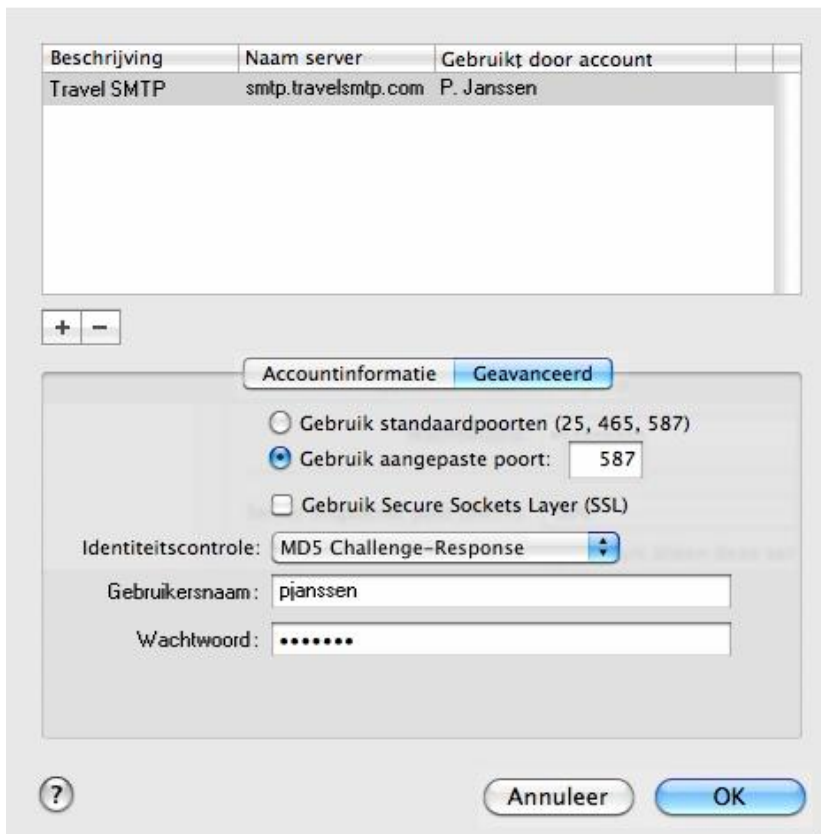 Beschrijving Naam server Gebruikt door account
Travel SMTP smtp.travelsmtp.com P. Janssen
+ −
Accountinformatie Geavanceerd
Gebruik standaardpoorten (25, 465, 587)
Gebruik aangepaste poort: 587
Gebruik Secure Sockets Layer (SSL)
Identiteitscontrole: MD5 Challenge-Response
Gebruikersnaam: pjanssen
Wachtwoord: •••••••
? Annuleer OK